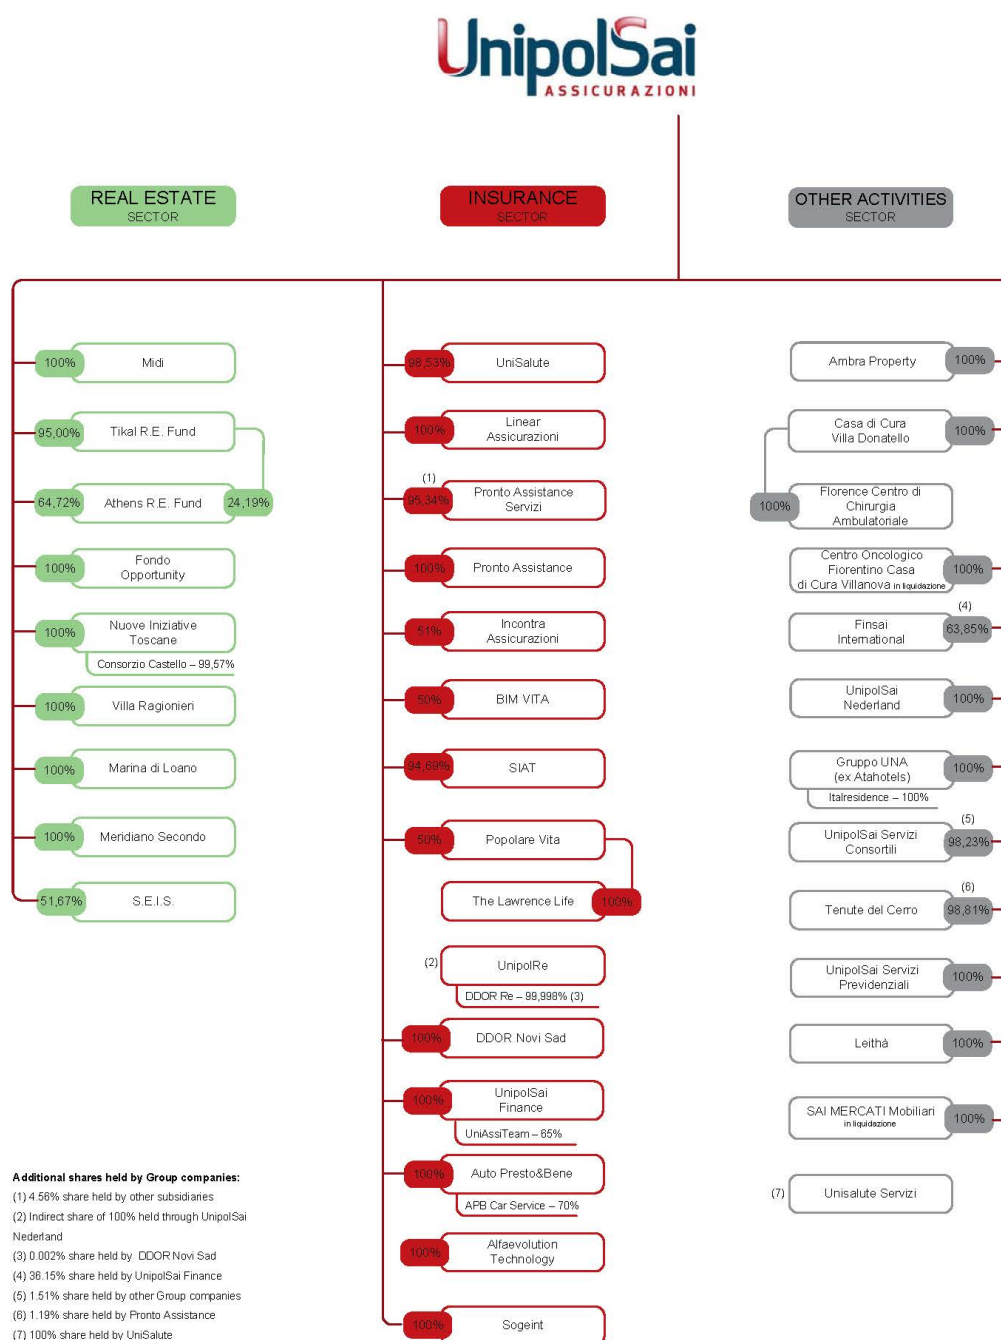 UnipolSai
ASSICURAZIONI
REAL ESTATE
SECTOR
INSURANCE
SECTOR
OTHER ACTIVITIES
SECTOR
100%
Midi
95,00%
Tikal R.E. Fund
64,72%
Athens R.E. Fund
24,19%
100%
Fondo
Opportunity
100%
Nuove Iniziative
Toscane
Consorzio Castello – 99,57%
100%
Villa Ragionieri
100%
Marina di Loano
100%
Meridiano Secondo
51,67%
S.E.I.S.
98,53%
UniSalute
100%
Linear
Assicurazioni
(1)
95,34%
Pronto Assistance
Servizi
100%
Pronto Assistance
51%
Incontra
Assicurazioni
50%
BIM VITA
94,69%
SIAT
50%
Popolare Vita
The Lawrence Life
100%
(2)
UnipolRe
DDOR Re – 99,998% (3)
100%
DDOR Novi Sad
100%
UnipolSai
Finance
UniAssiTeam – 65%
100%
Auto Presto&Bene
APB Car Service – 70%
100%
Alfaevolution
Technology
100%
Sogeint
Ambra Property
100%
Casa di Cura
Villa Donatello
100%
100%
Florence Centro di
Chirurgia
Ambulatoriale
Centro Oncologico
Fiorentino Casa
di Cura Villanova in liquidazione
100%
(4)
Finsai
International
63,85%
UnipolSai
Nederland
100%
Gruppo UNA
(ex Atahotels)
100%
Italresidence – 100%
(5)
UnipolSai Servizi
Consortili
98,23%
(6)
Tenute del Cerro
98,81%
UnipolSai Servizi
Previdenziali
100%
Leithà
100%
SAI MERCATI Mobiliari
in liquidazione
100%
(7)
Unisalute Servizi
Additional shares held by Group companies:
(1) 4.56% share held by other subsidiaries
(2) Indirect share of 100% held through UnipolSai
Nederland
(3) 0.002% share held by DDOR Novi Sad
(4) 36.15% share held by UnipolSai Finance
(5) 1.51% share held by other Group companies
(6) 1.19% share held by Pronto Assistance
(7) 100% share held by UniSalute